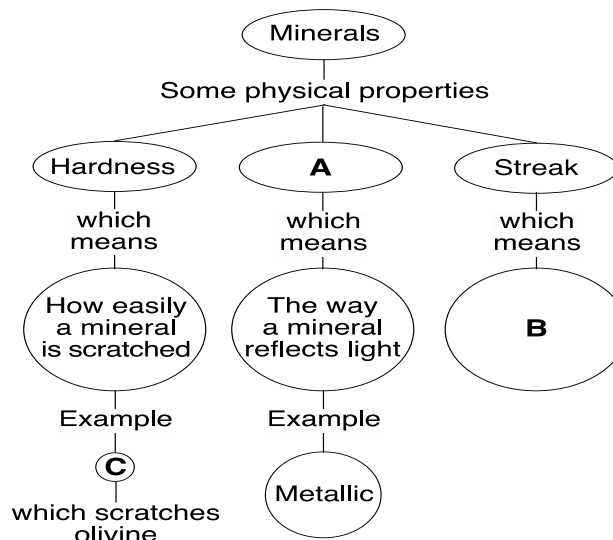 Minerals
Some physical properties
Hardness
A
Streak
which
means
which
means
which
means
How easily
a mineral
is scratched
The way
a mineral
reflects light
B
Example
Example
C
Metallic
which scratches
olivine